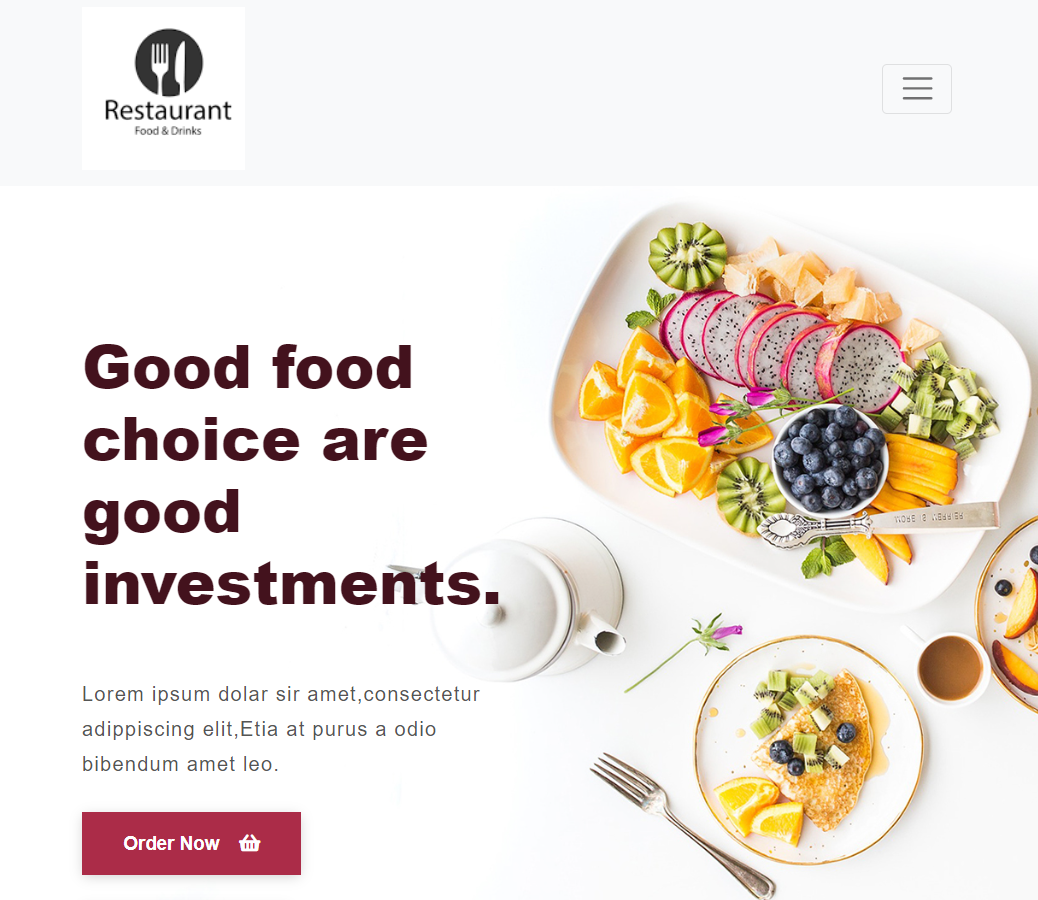 Restaurant
Food & Drinks
Good food
choice are
good
investments.
Lorem ipsum dolar sir amet,consectetur
adippiscing elit,Etia at purus a odio
bibendum amet leo.
Order Now